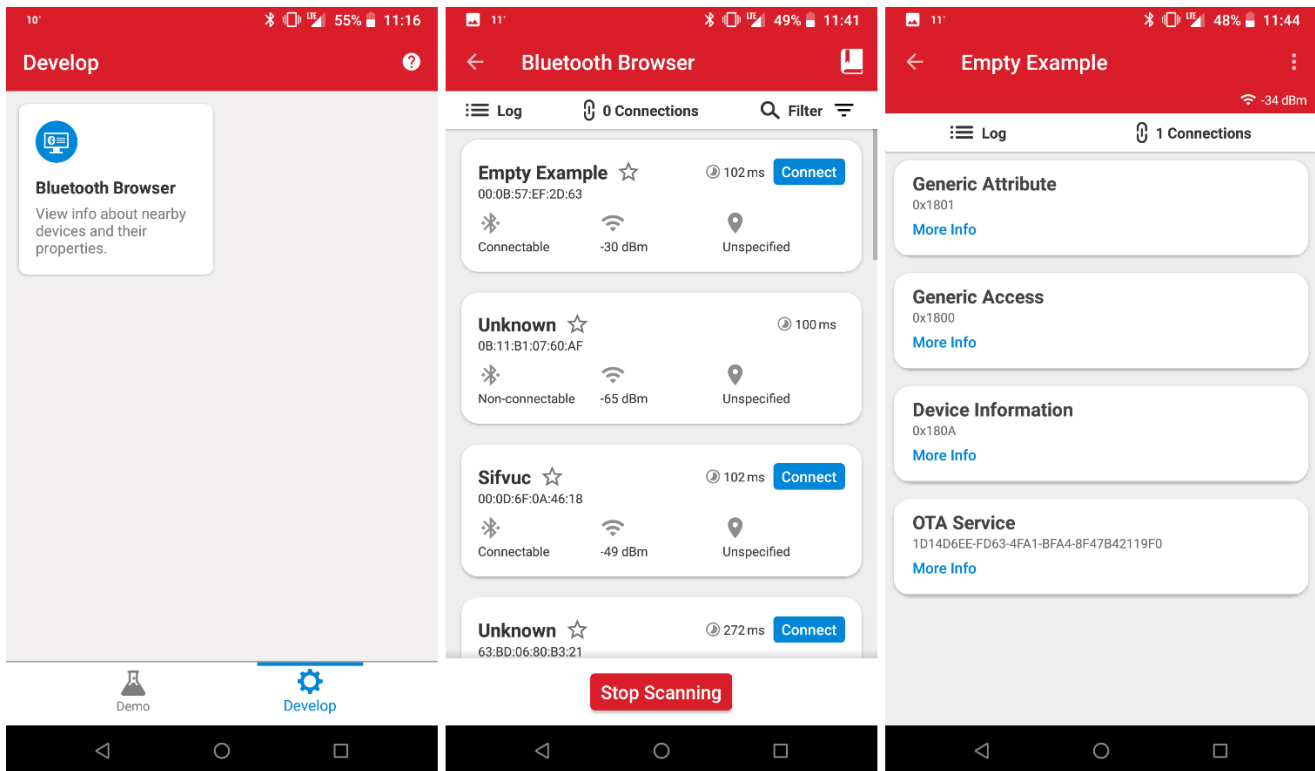 10°
LTE 55% 11:16
Develop
Bluetooth Browser
View info about nearby
devices and their
properties.
Demo
Develop
11°
LTE 49% 11:41
Bluetooth Browser
Log
0 Connections
Filter
Empty Example
102 ms
Connect
00:0B:57:EF:2D:63
Connectable
-30 dBm
Unspecified
Unknown
100 ms
0B:11:B1:07:60:AF
Non-connectable
-65 dBm
Unspecified
Sifvuc
102 ms
Connect
00:0D:6F:0A:46:18
Connectable
-49 dBm
Unspecified
Unknown
272 ms
Connect
63:BD:06:80:B3:21
Stop Scanning
11°
LTE 48% 11:44
Empty Example
-34 dBm
Log
1 Connections
Generic Attribute
0x1801
More Info
Generic Access
0x1800
More Info
Device Information
0x180A
More Info
OTA Service
1D14D6EE-FD63-4FA1-BFA4-8F47B42119F0
More Info